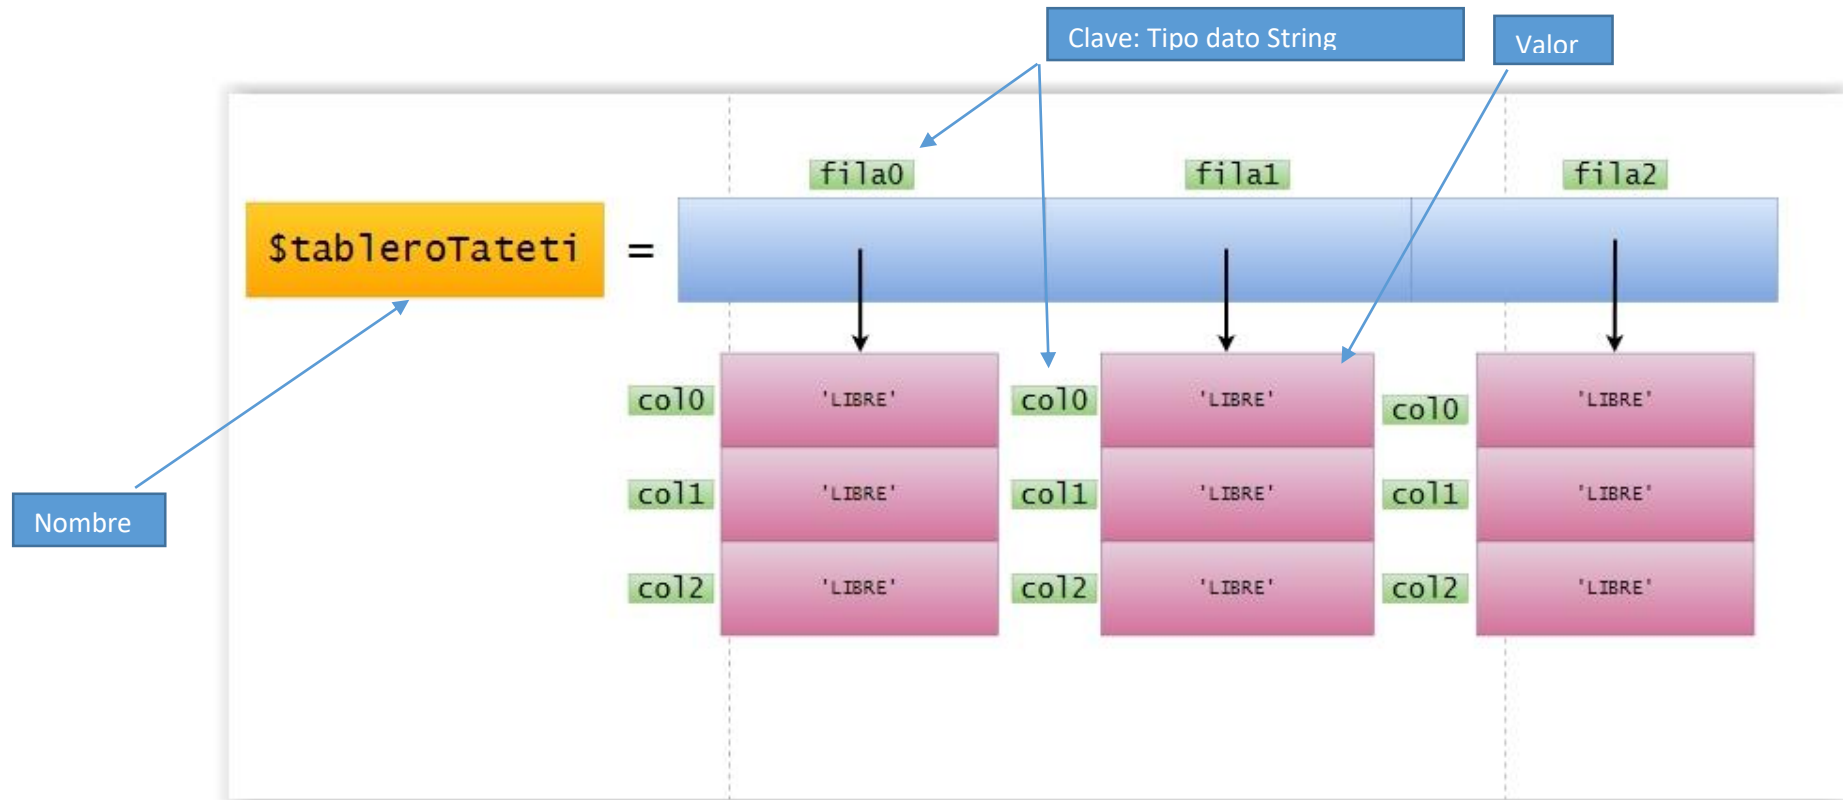 Clave: Tipo dato String
Valor
fila0 fila1 fila2
$tableroTateti =
col0 'LIBRE' col0 'LIBRE' col0 'LIBRE'
col1 'LIBRE' col1 'LIBRE' col1 'LIBRE'
Nombre
col2 'LIBRE' col2 'LIBRE' col2 'LIBRE'